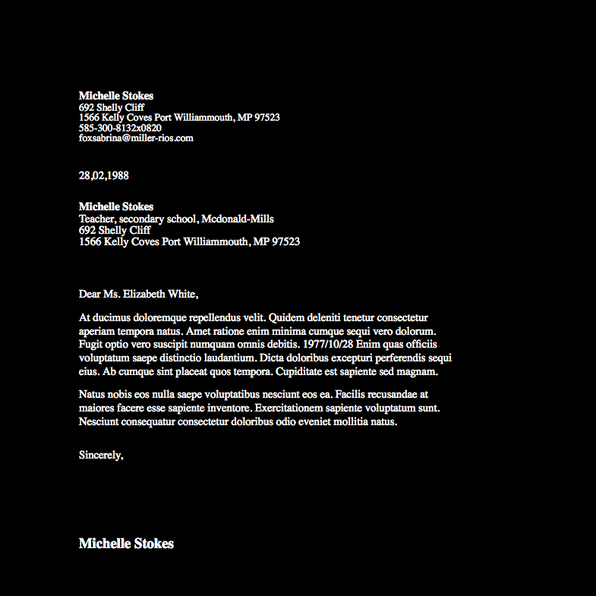 Michelle Stokes
692 Shelly Cliff
1566 Kelly Coves Port Williammouth, MP 97523
585-300-8132x0820
foxsabrina@miller-rios.com
28,02,1988
Michelle Stokes
Teacher, secondary school, Mcdonald-Mills
692 Shelly Cliff
1566 Kelly Coves Port Williammouth, MP 97523
Dear Ms. Elizabeth White,
At ducimus doloremque repellendus velit. Quidem deleniti tenetur consectetur
aperiam tempora natus. Amet ratione enim minima cumque sequi vero dolorum.
Fugit optio vero suscipit numquam omnis debitis. 1977/10/28 Enim quas officiis
voluptatum saepe distinctio laudantium. Dicta doloribus excepturi perferendis sequi
eius. Ab cumque sint placeat quos tempora. Cupiditate est sapiente sed magnam.
Natus nobis eos nulla saepe voluptatibus nesciunt eos ea. Facilis recusandae at
maiores facere esse sapiente inventore. Exercitationem sapiente voluptatum sunt.
Nesciunt consequatur consectetur doloribus odio eveniet mollitia natus.
Sincerely,
Michelle Stokes